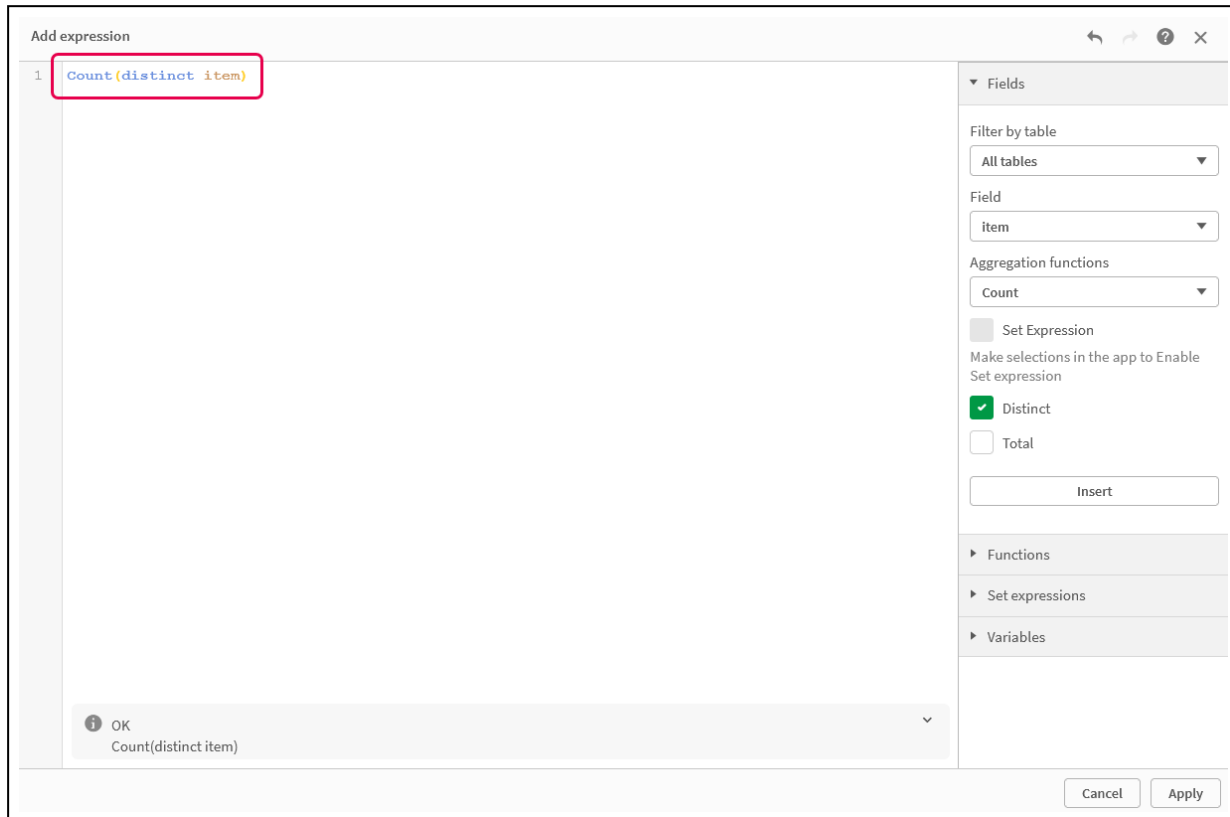 Add expression
1 Count(distinct item)
Fields
Filter by table
All tables
Field
item
Aggregation functions
Count
Set Expression
Make selections in the app to Enable
Set expression
Distinct
Total
Insert
Functions
Set expressions
Variables
OK
Count(distinct item)
Cancel
Apply